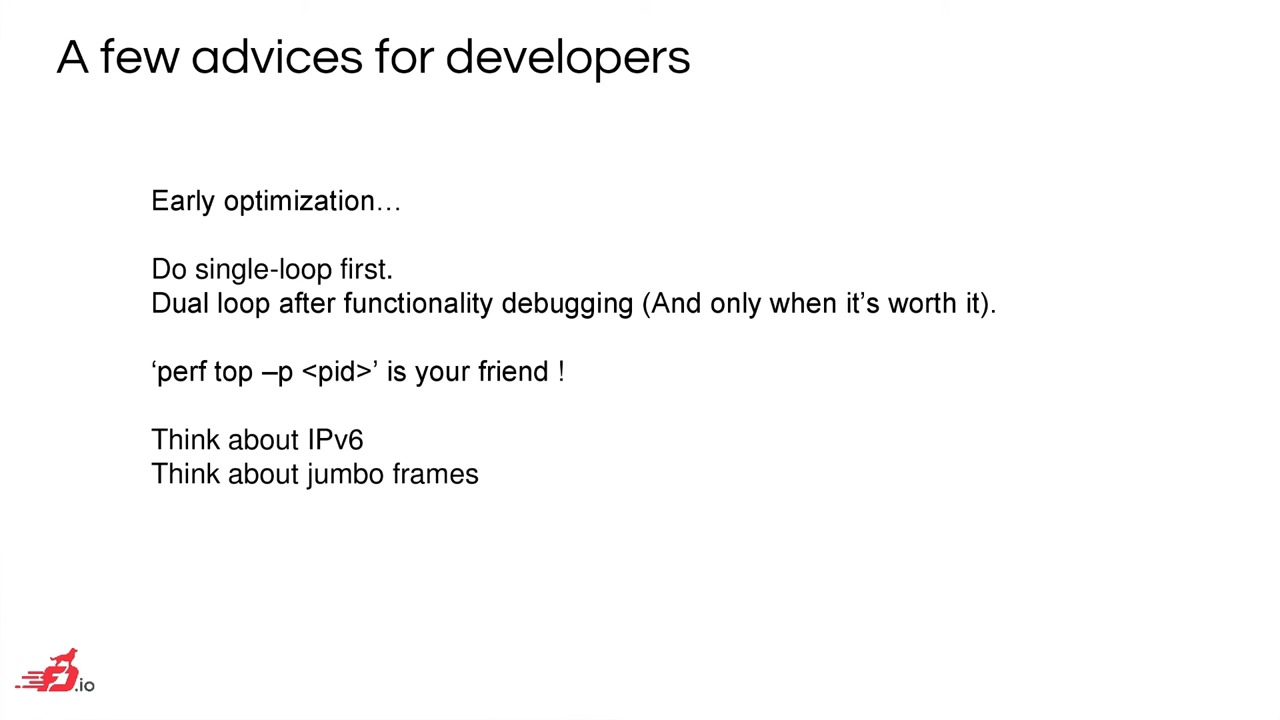 A few advices for developers
Early optimization…
Do single-loop first.
Dual loop after functionality debugging (And only when it’s worth it).
‘perf top –p <pid>’ is your friend !
Think about IPv6
Think about jumbo frames
FD.io